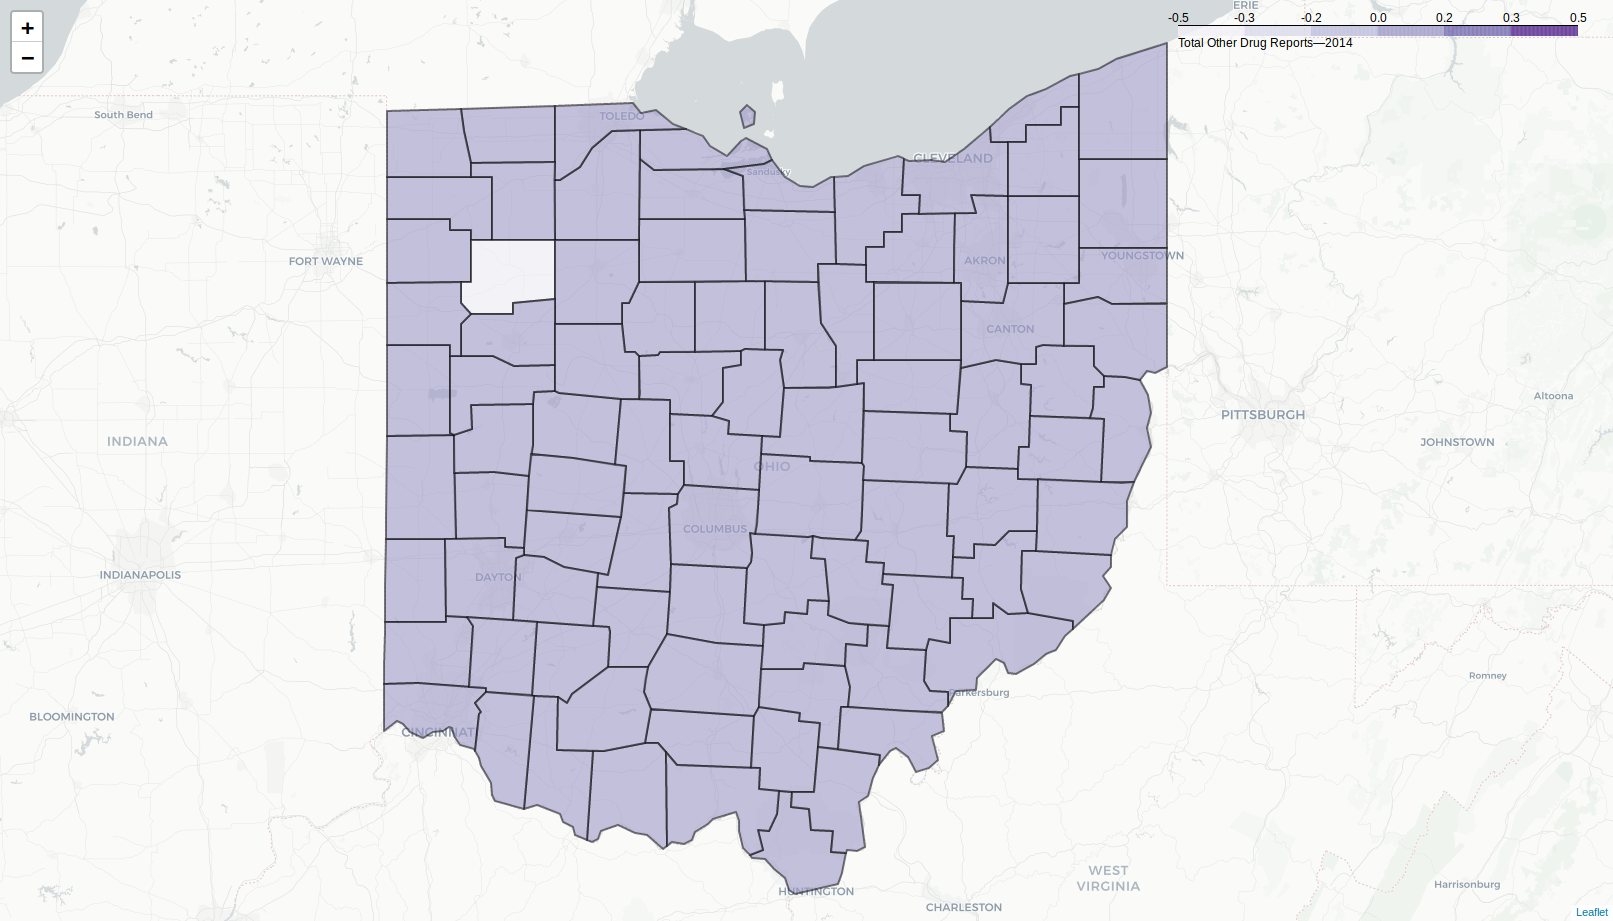 +
−
ERIE
-0.5 -0.3 -0.2 0.0 0.2 0.3 0.5
Total Other Drug Reports—2014
South Bend
TOLEDO
CLEVELAND
Sandusky
FORT WAYNE
AKRON
YOUNGSTOWN
CANTON
PITTSBURGH
Altoona
INDIANA
JOHNSTOWN
OHIO
COLUMBUS
INDIANAPOLIS
DAYTON
Romney
arkersburg
BLOOMINGTON
CINCINNAT
WEST
VIRGINIA
Harrisonburg
HUNTINGTON
CHARLESTON
Leaflet